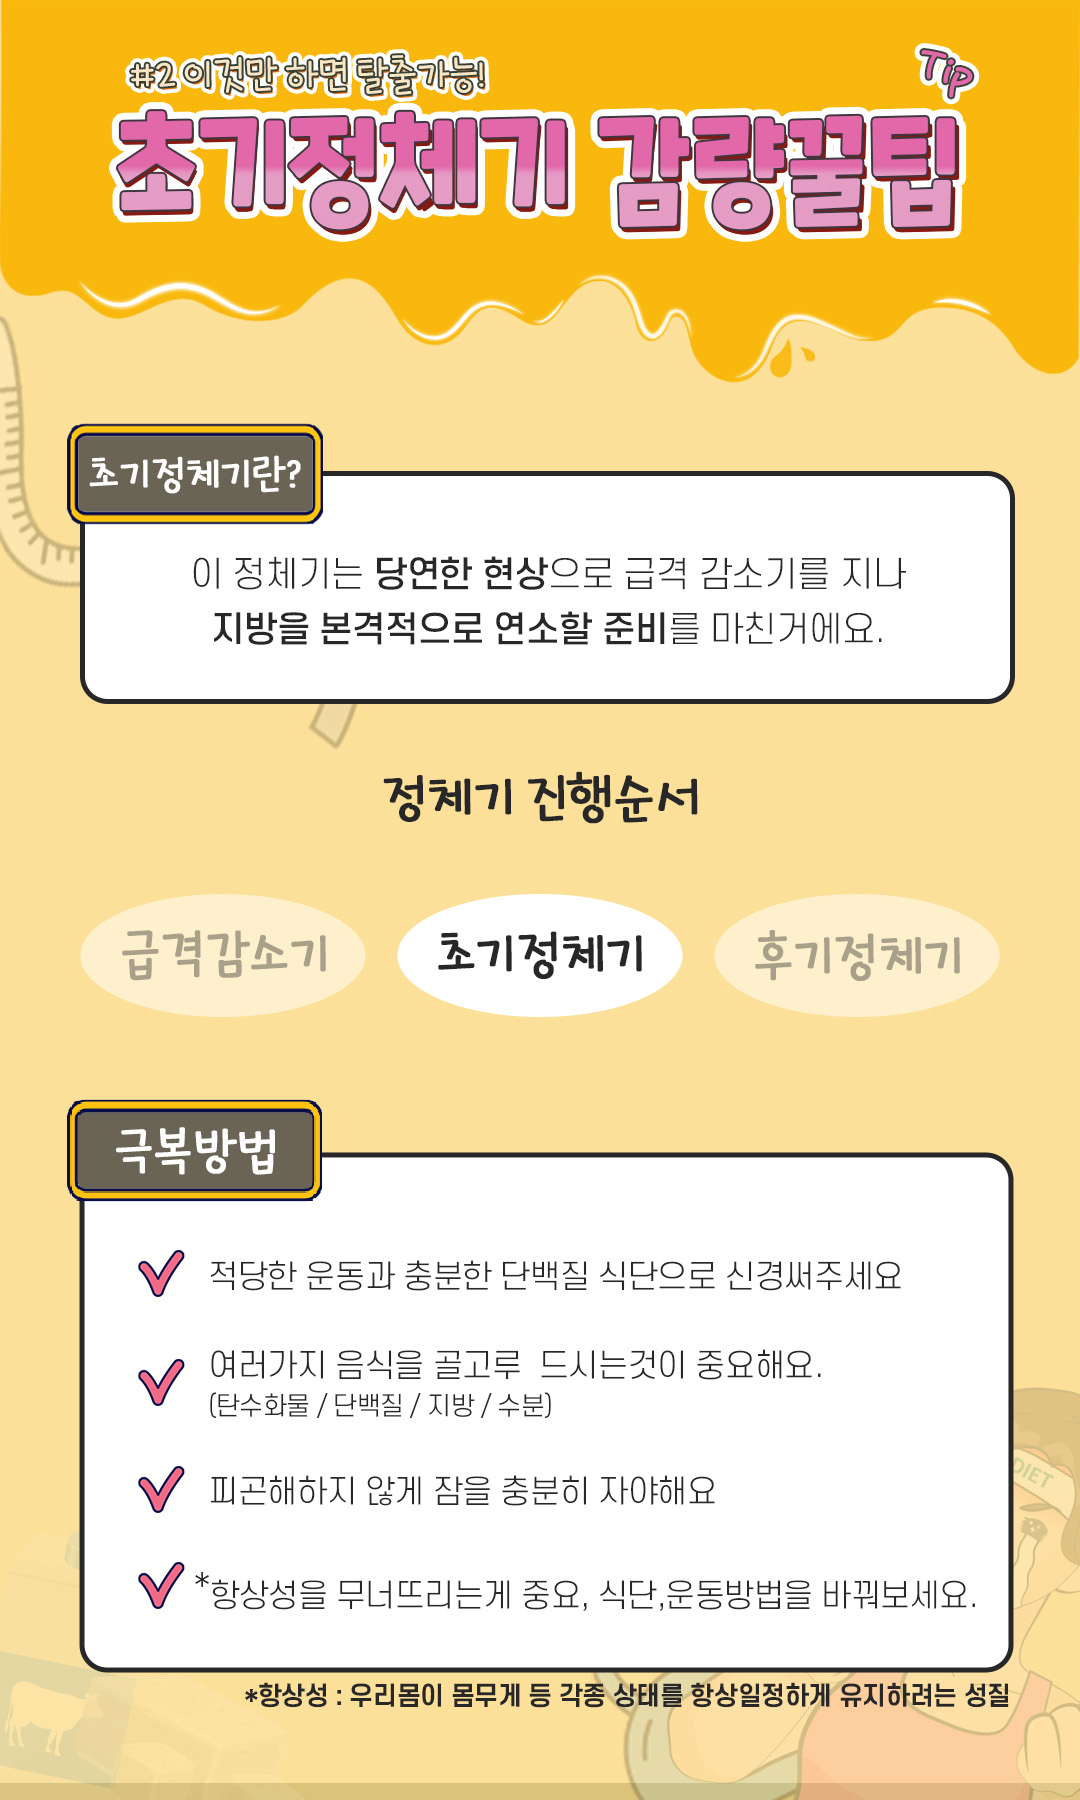 #2 이것만 하면 탈출가능!
Tip
초기정체기 감량꿀팁
초기정체기란?
이 정체기는 당연한 현상으로 급격 감소기를 지나
지방을 본격적으로 연소할 준비를 마친거에요.
정체기 진행순서
급격감소기
초기정체기
후기정체기
극복방법
적당한 운동과 충분한 단백질 식단으로 신경써주세요
여러가지 음식을 골고루 드시는것이 중요해요.
(탄수화물 / 단백질 / 지방 / 수분)
피곤해하지 않게 잠을 충분히 자야해요
*항상성을 무너뜨리는게 중요, 식단,운동방법을 바꿔보세요.
DIET
*항상성 : 우리몸이 몸무게 등 각종 상태를 항상일정하게 유지하려는 성질